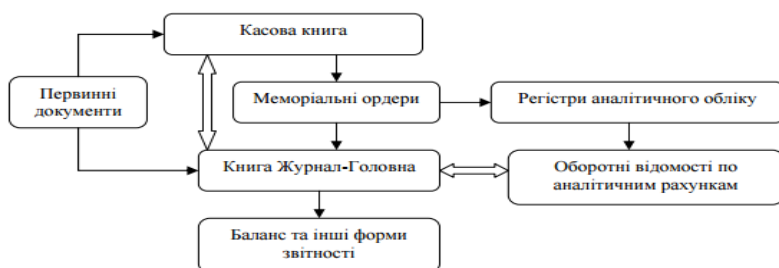 Касова книга
Первинні
документи
Меморіальні ордери
Регістри аналітичного обліку
Книга Журнал-Головна
Оборотні відомості по
аналітичним рахункам
Баланс та інші форми
звітності